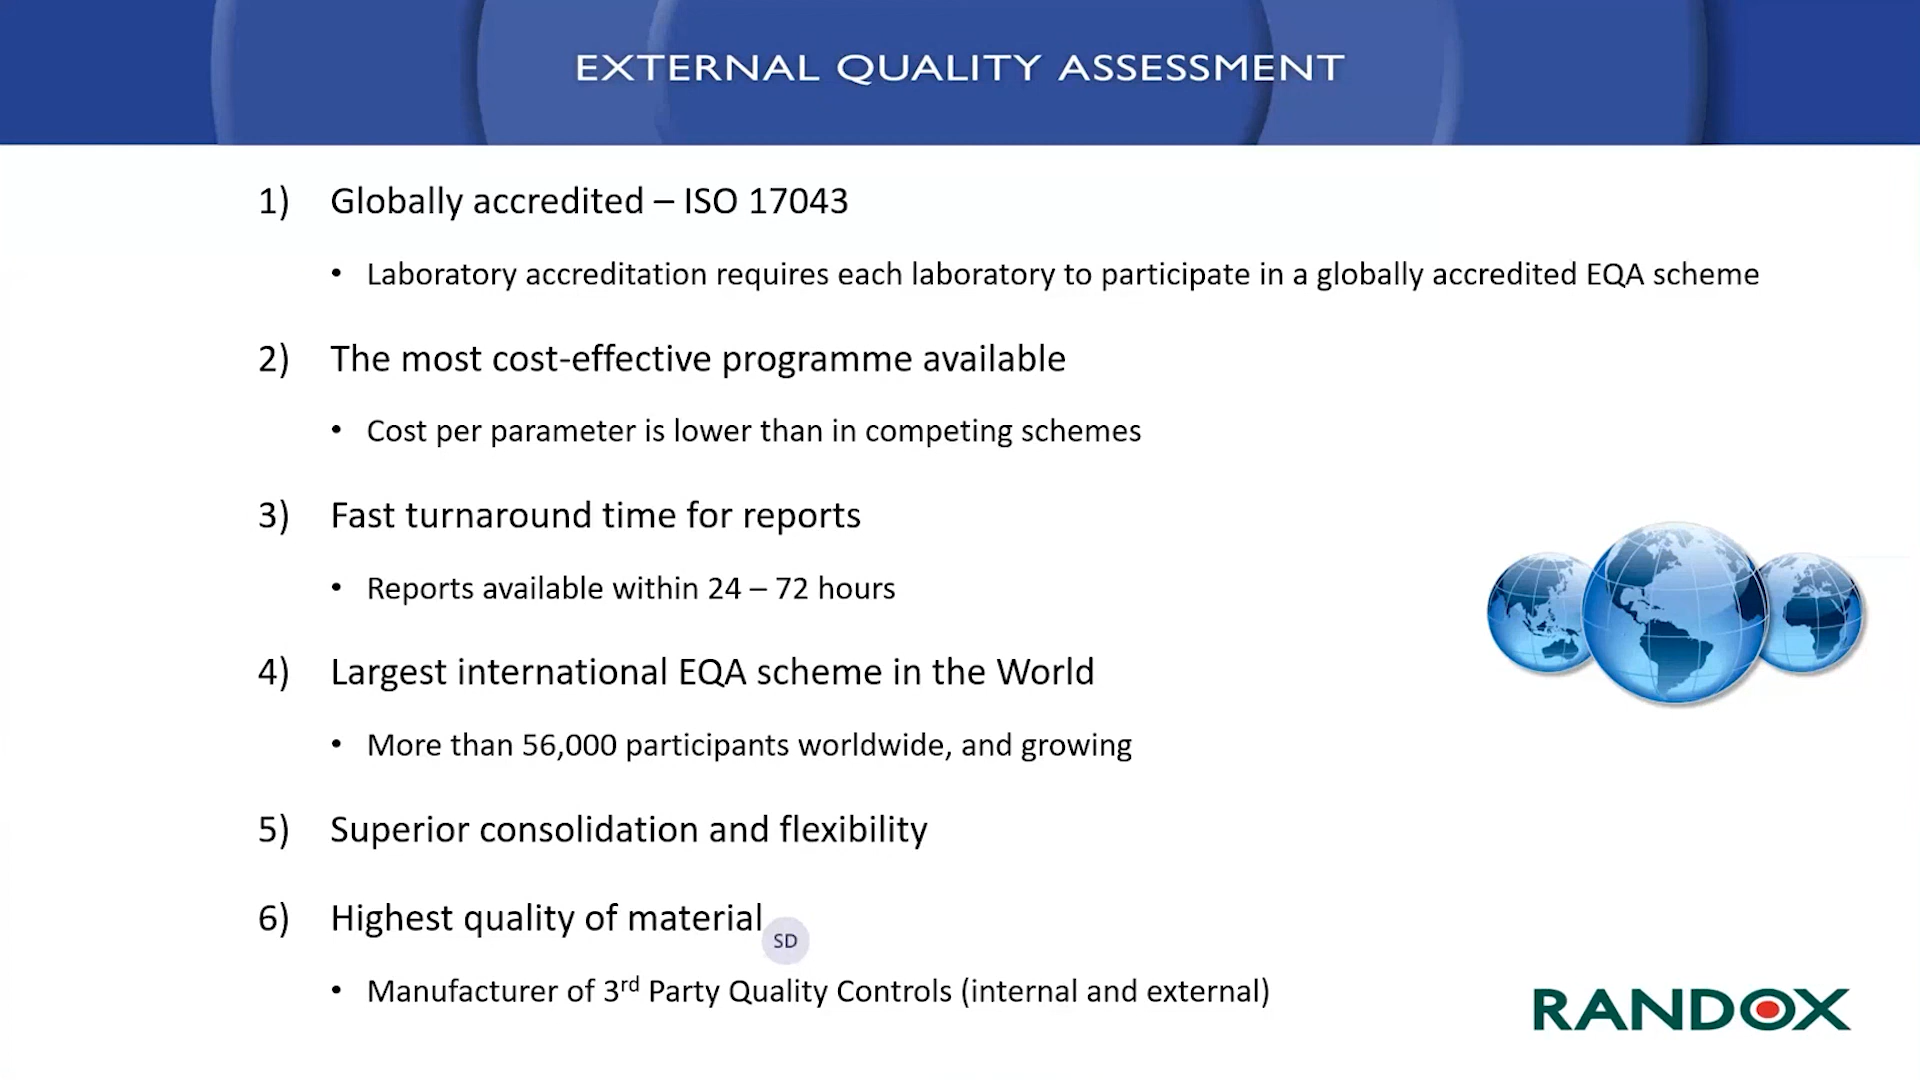 EXTERNAL QUALITY ASSESSMENT
1) Globally accredited – ISO 17043
• Laboratory accreditation requires each laboratory to participate in a globally accredited EQA scheme
2) The most cost-effective programme available
• Cost per parameter is lower than in competing schemes
3) Fast turnaround time for reports
• Reports available within 24 – 72 hours
4) Largest international EQA scheme in the World
• More than 56,000 participants worldwide, and growing
5) Superior consolidation and flexibility
6) Highest quality of material
SD
• Manufacturer of 3rd Party Quality Controls (internal and external)
RANDOX